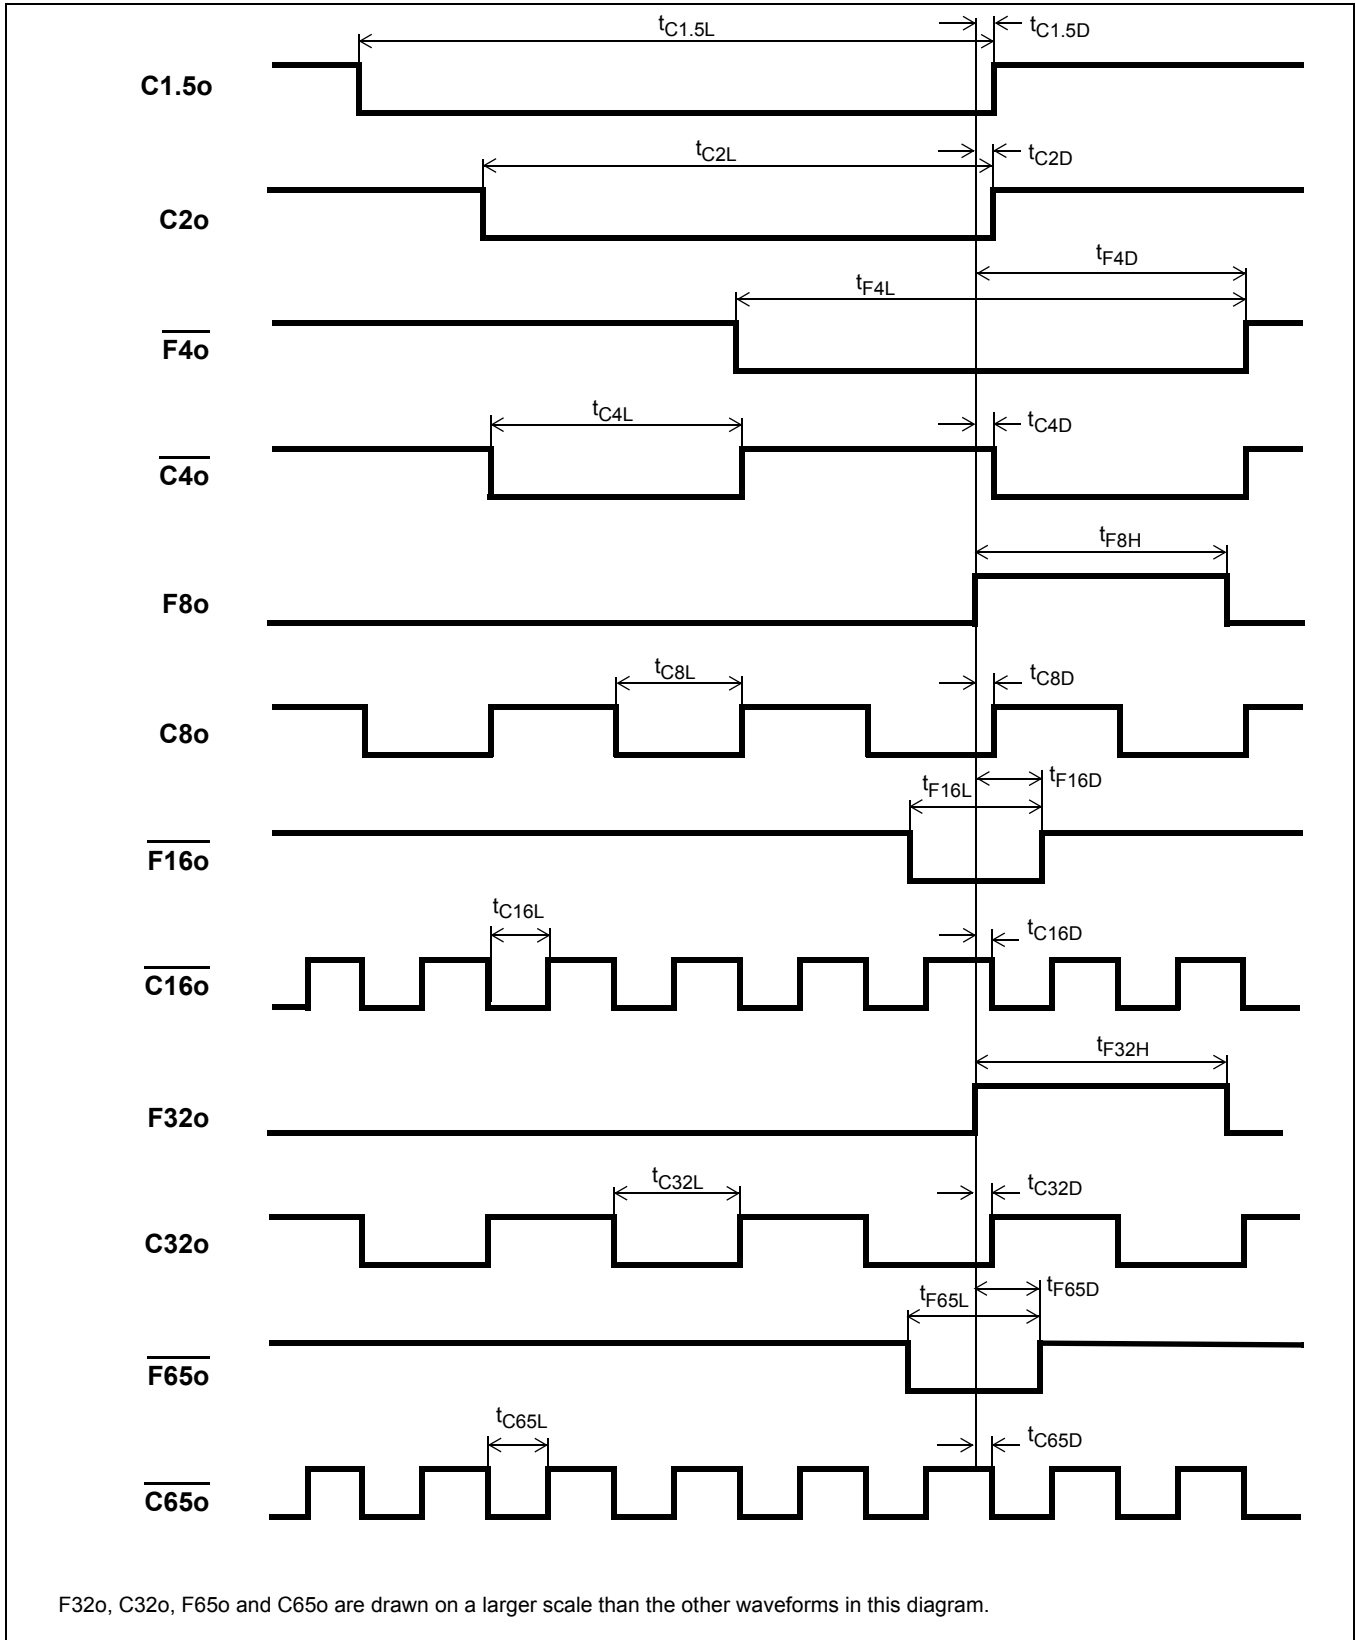 tC1.5L tC1.5D
C1.5o
tC2L tC2D
C2o
tF4D
tF4L
F4o
tC4L tC4D
C4o
tF8H
F8o
tC8L tC8D
C8o
tF16L tF16D
F16o
tC16L tC16D
C16o
tF32H
F32o
tC32L tC32D
C32o
tF65L tF65D
F65o
tC65L tC65D
C65o
F32o, C32o, F65o and C65o are drawn on a larger scale than the other waveforms in this diagram.